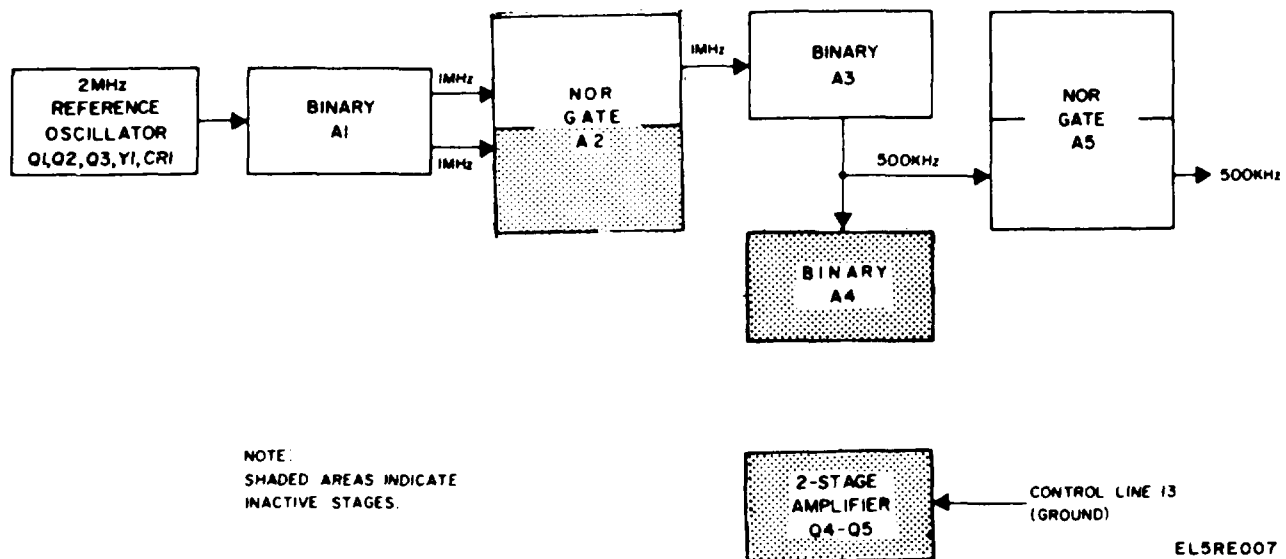 2MHz
REFERENCE
OSCILLATOR
Q1,Q2,Q3,Y1,CR1
BINARY
A1
1MHz
1MHz
NOR
GATE
A2
1MHz
BINARY
A3
500KHz
BINARY
A4
NOR
GATE
A5
500KHz
NOTE:
SHADED AREAS INDICATE
INACTIVE STAGES.
2-STAGE
AMPLIFIER
Q4-Q5
CONTROL LINE 13
(GROUND)
EL5RE007